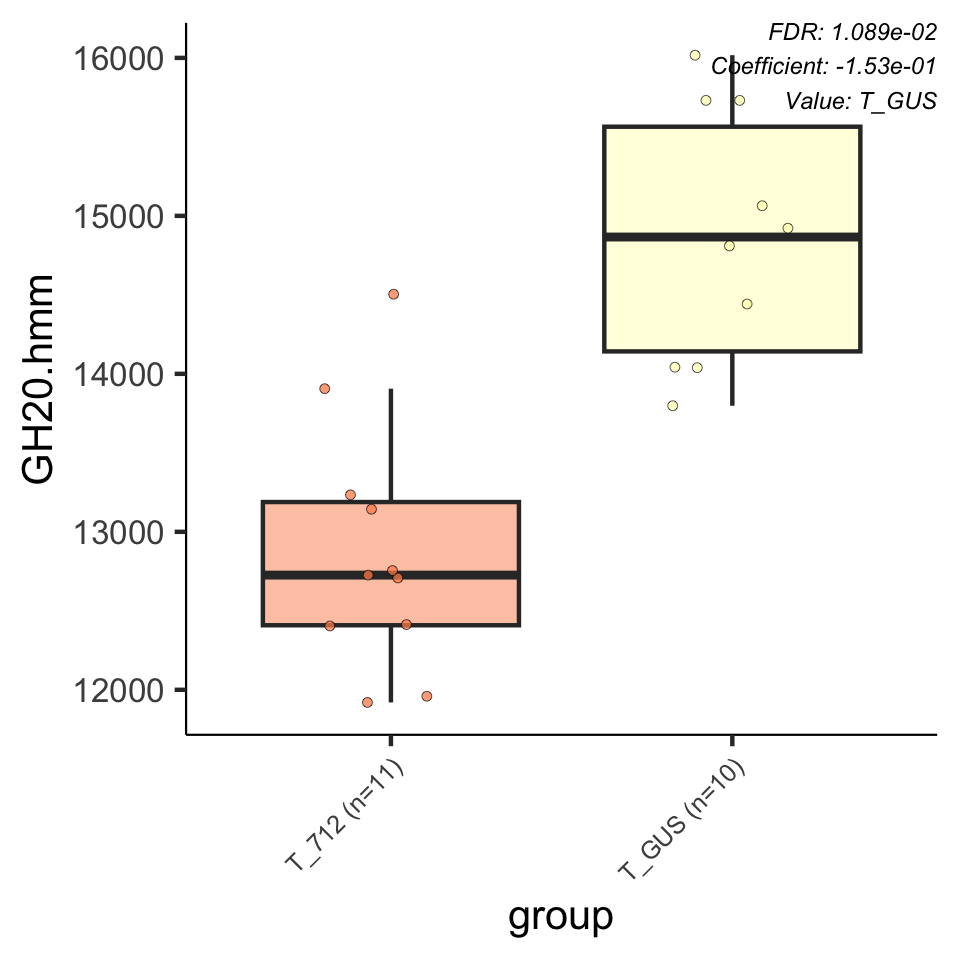 FDR: 1.089e-02
Coefficient: -1.53e-01
Value: T_GUS
16000
15000
14000
13000
12000
GH20.hmm
T_712 (n=11)
T_GUS (n=10)
group